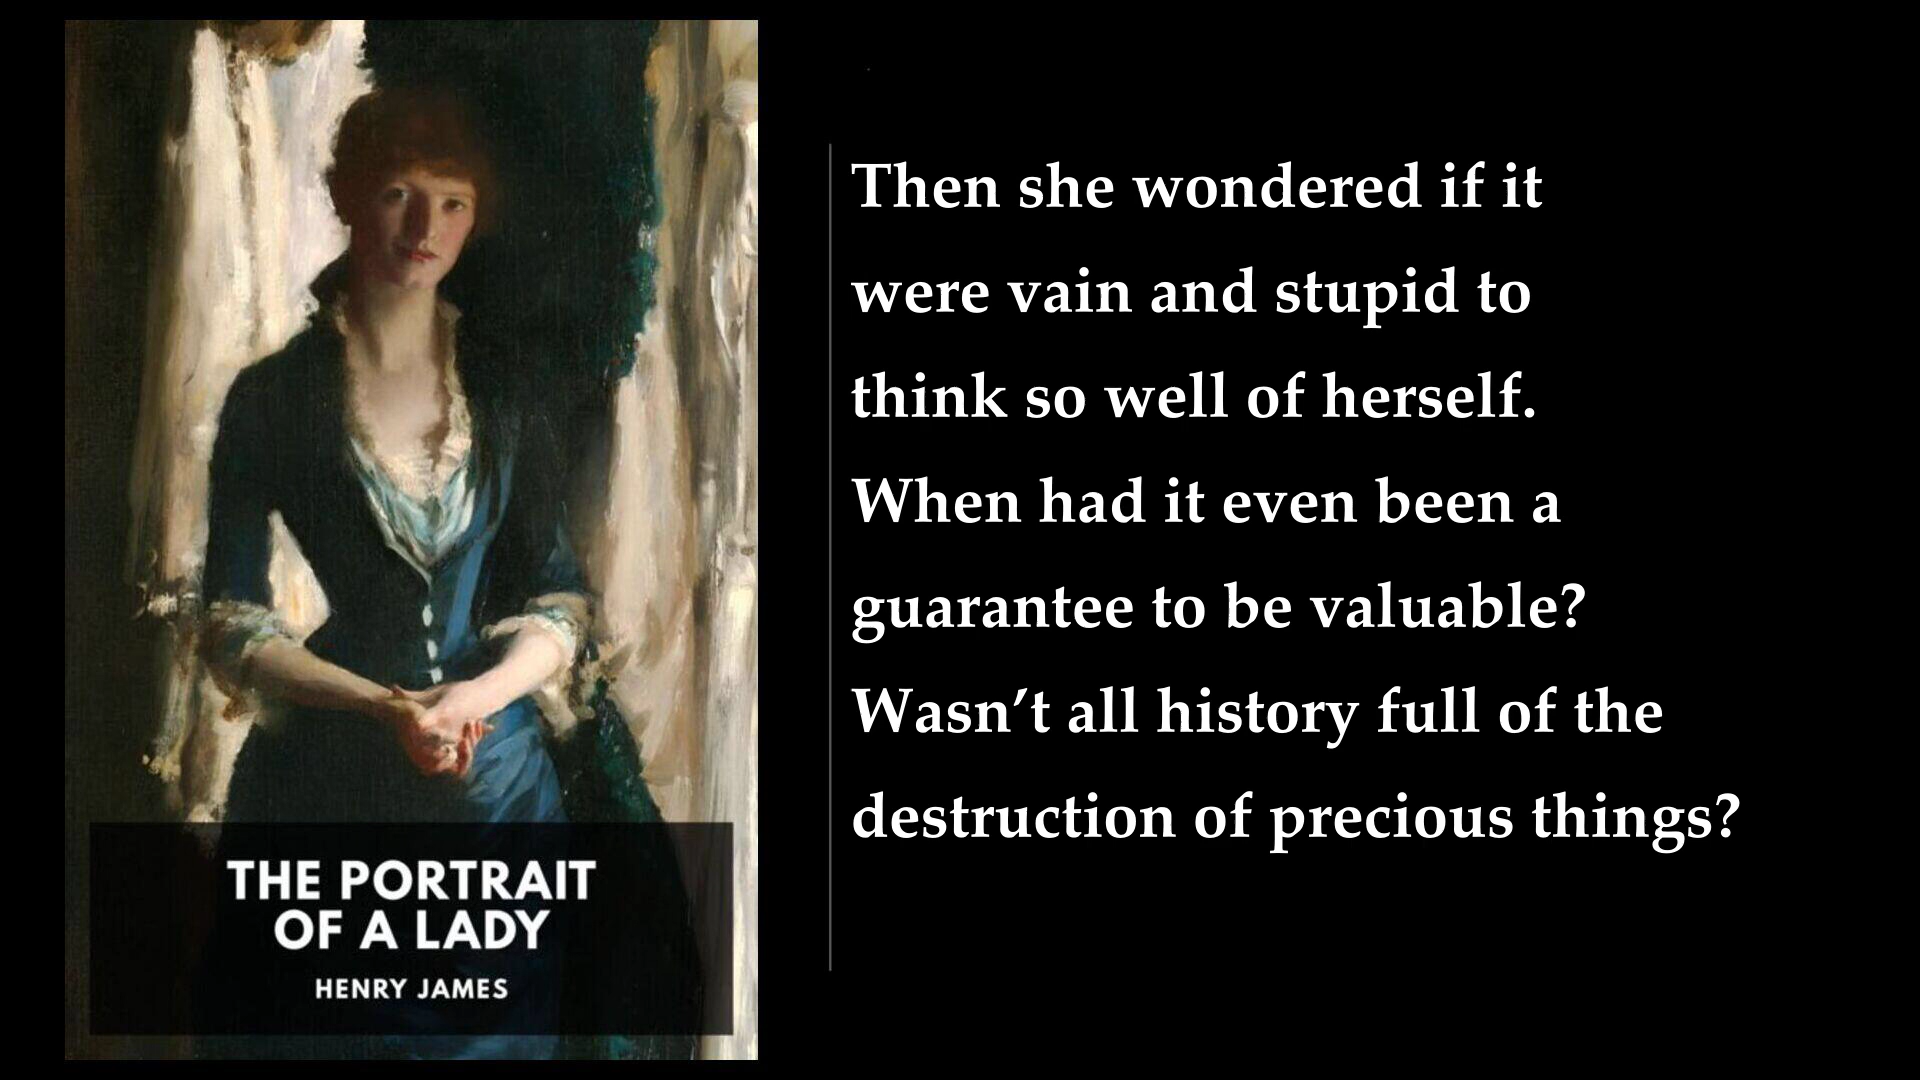 THE PORTRAIT
OF A LADY
HENRY JAMES
Then she wondered if it
were vain and stupid to
think so well of herself.
When had it even been a
guarantee to be valuable?
Wasn’t all history full of the
destruction of precious things?